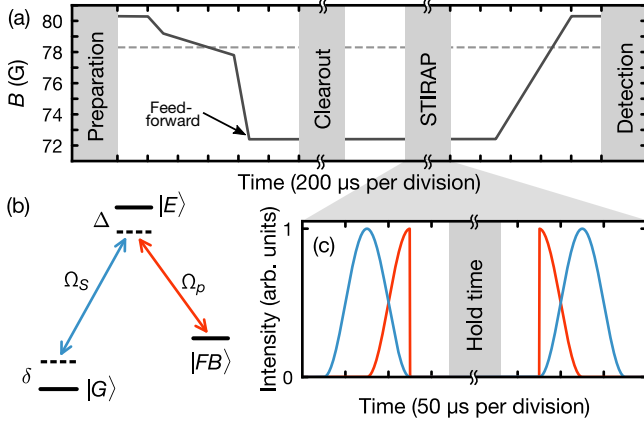 (a)
B (G)
80
78
76
74
72
Preparation
Feed-
forward
Clearout
STIRAP
Detection
Time (200 µs per division)
(b)
|E⟩
Δ
Ω_S
Ω_p
|FB⟩
δ
|G⟩
(c)
Intensity (arb. units)
1
0
Hold time
Time (50 µs per division)